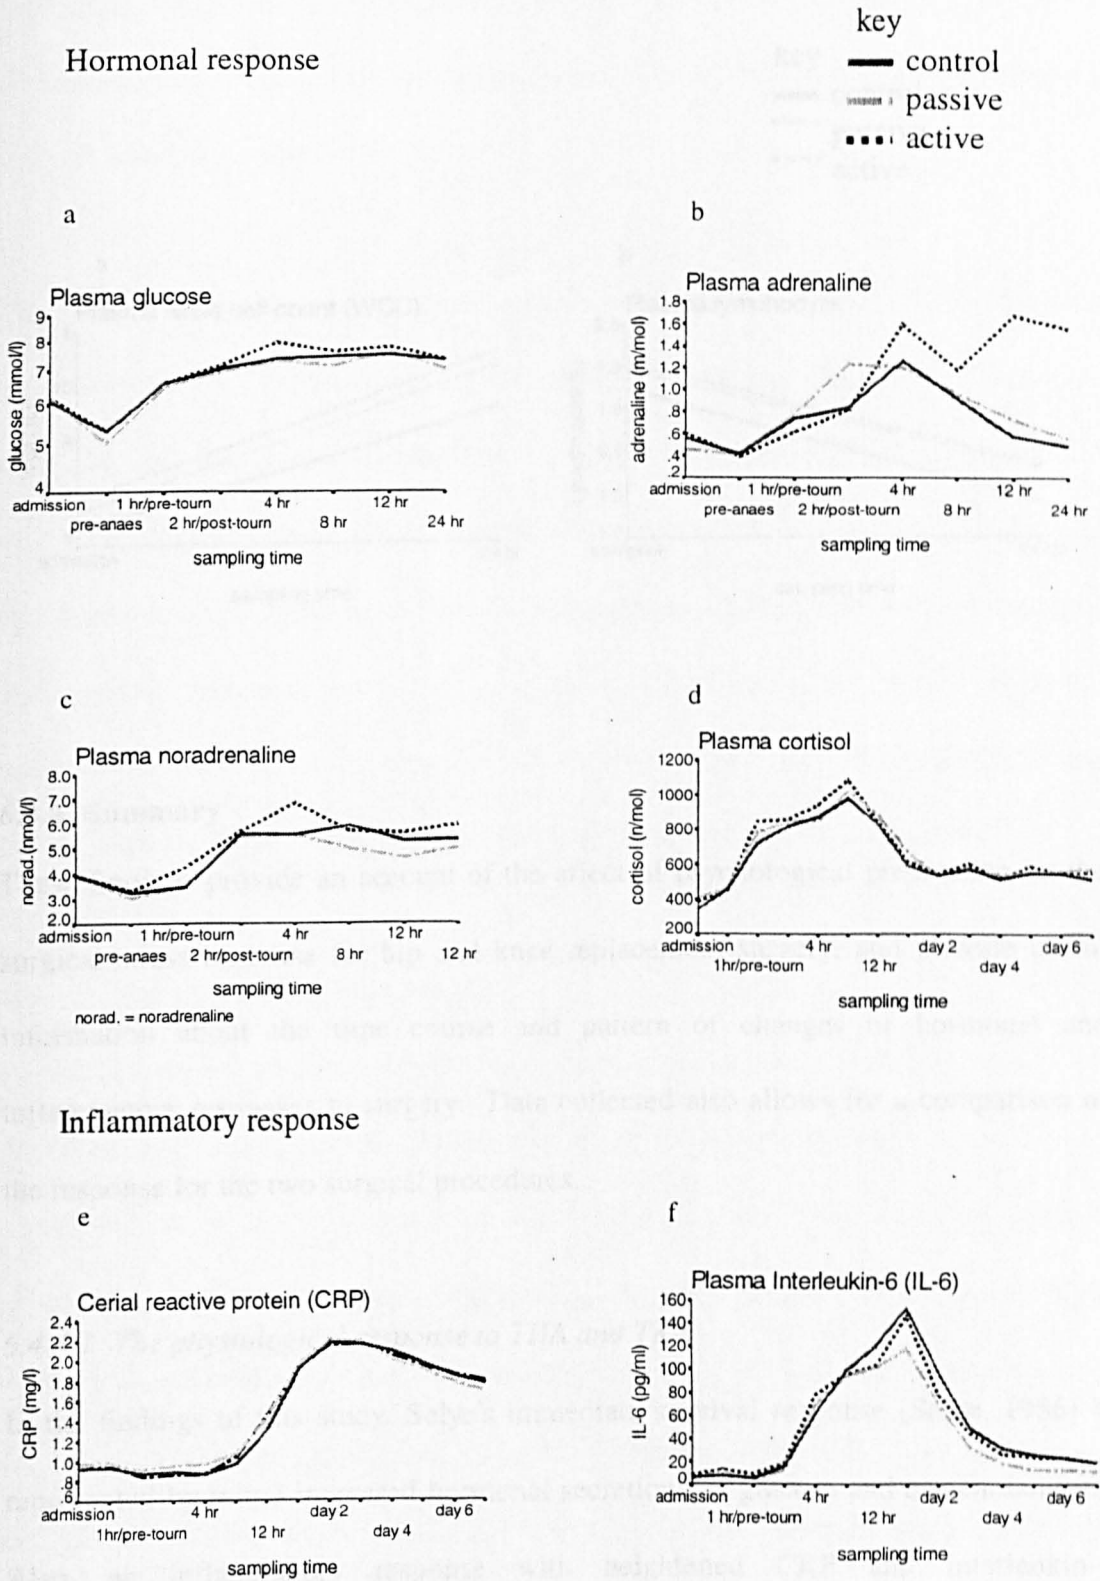 Hormonal response
key
control
passive
active
a
Plasma glucose
glucose (mmol/l)
9
8
7
6
5
4
admission 1 hr/pre-tourn 4 hr 12 hr
pre-anaes 2 hr/post-tourn 8 hr 24 hr
sampling time
b
Plasma adrenaline
adrenaline (m/mol)
1.8
1.6
1.4
1.2
1.0
.8
.6
.4
.2
admission 1 hr/pre-tourn 4 hr 12 hr
pre-anaes 2 hr/post-tourn 8 hr 24 hr
sampling time
c
Plasma noradrenaline
norad.(nmol/l)
8.0
7.0
6.0
5.0
4.0
3.0
2.0
admission 1 hr/pre-tourn 4 hr 12 hr
pre-anaes 2 hr/post-tourn 8 hr 12 hr
sampling time
norad. = noradrenaline
d
Plasma cortisol
cortisol (n/mol)
1200
1000
800
600
400
200
admission 4 hr day 2 day 6
1hr/pre-tourn 12 hr day 4
sampling time
Inflammatory response
e
Cerial reactive protein (CRP)
CRP (mg/l)
2.4
2.2
2.0
1.8
1.6
1.4
1.2
1.0
.8
.6
admission 4 hr day 2 day 6
1hr/pre-tourn 12 hr day 4
sampling time
f
Plasma Interleukin-6 (IL-6)
IL-6 (pg/ml)
160
140
120
100
80
60
40
20
0
admission 4 hr day 2 day 6
1 hr/pre-tourn 12 hr day 4
sampling time